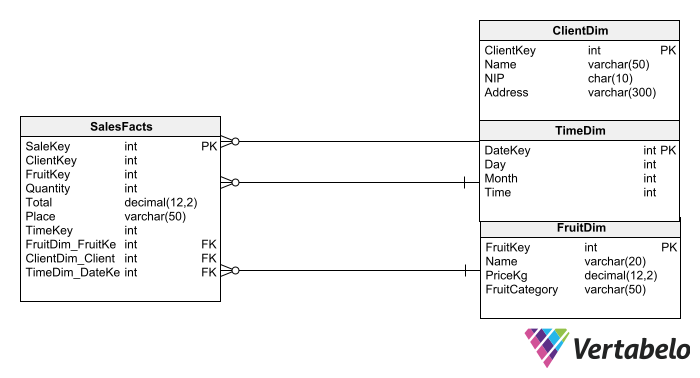 ClientDim
ClientKey int PK
Name varchar(50)
NIP char(10)
Address varchar(300)
SalesFacts
SaleKey int PK
ClientKey int
FruitKey int
Quantity int
Total decimal(12,2)
Place varchar(50)
TimeKey int
FruitDim_FruitKe int FK
ClientDim_Client int FK
TimeDim_DateKe int FK
TimeDim
DateKey int PK
Day int
Month int
Time int
FruitDim
FruitKey int PK
Name varchar(20)
PriceKg decimal(12,2)
FruitCategory varchar(50)
Vertabelo